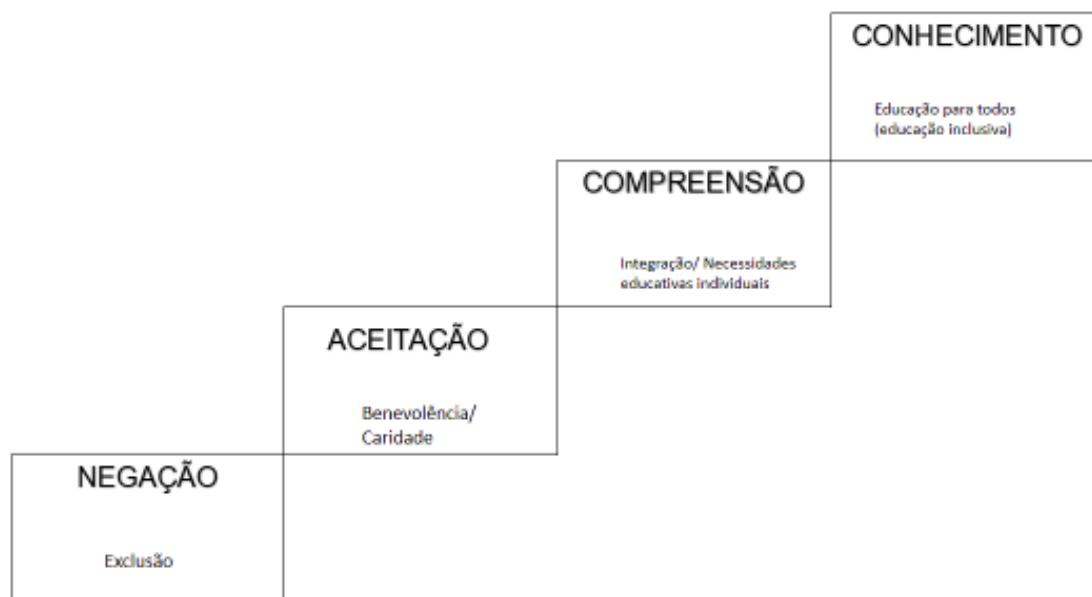 CONHECIMENTO
Educação para todos
(educação inclusiva)
COMPREENSÃO
Integração/ Necessidades
educativas individuais
ACEITAÇÃO
Benevolência/
Caridade
NEGAÇÃO
Exclusão